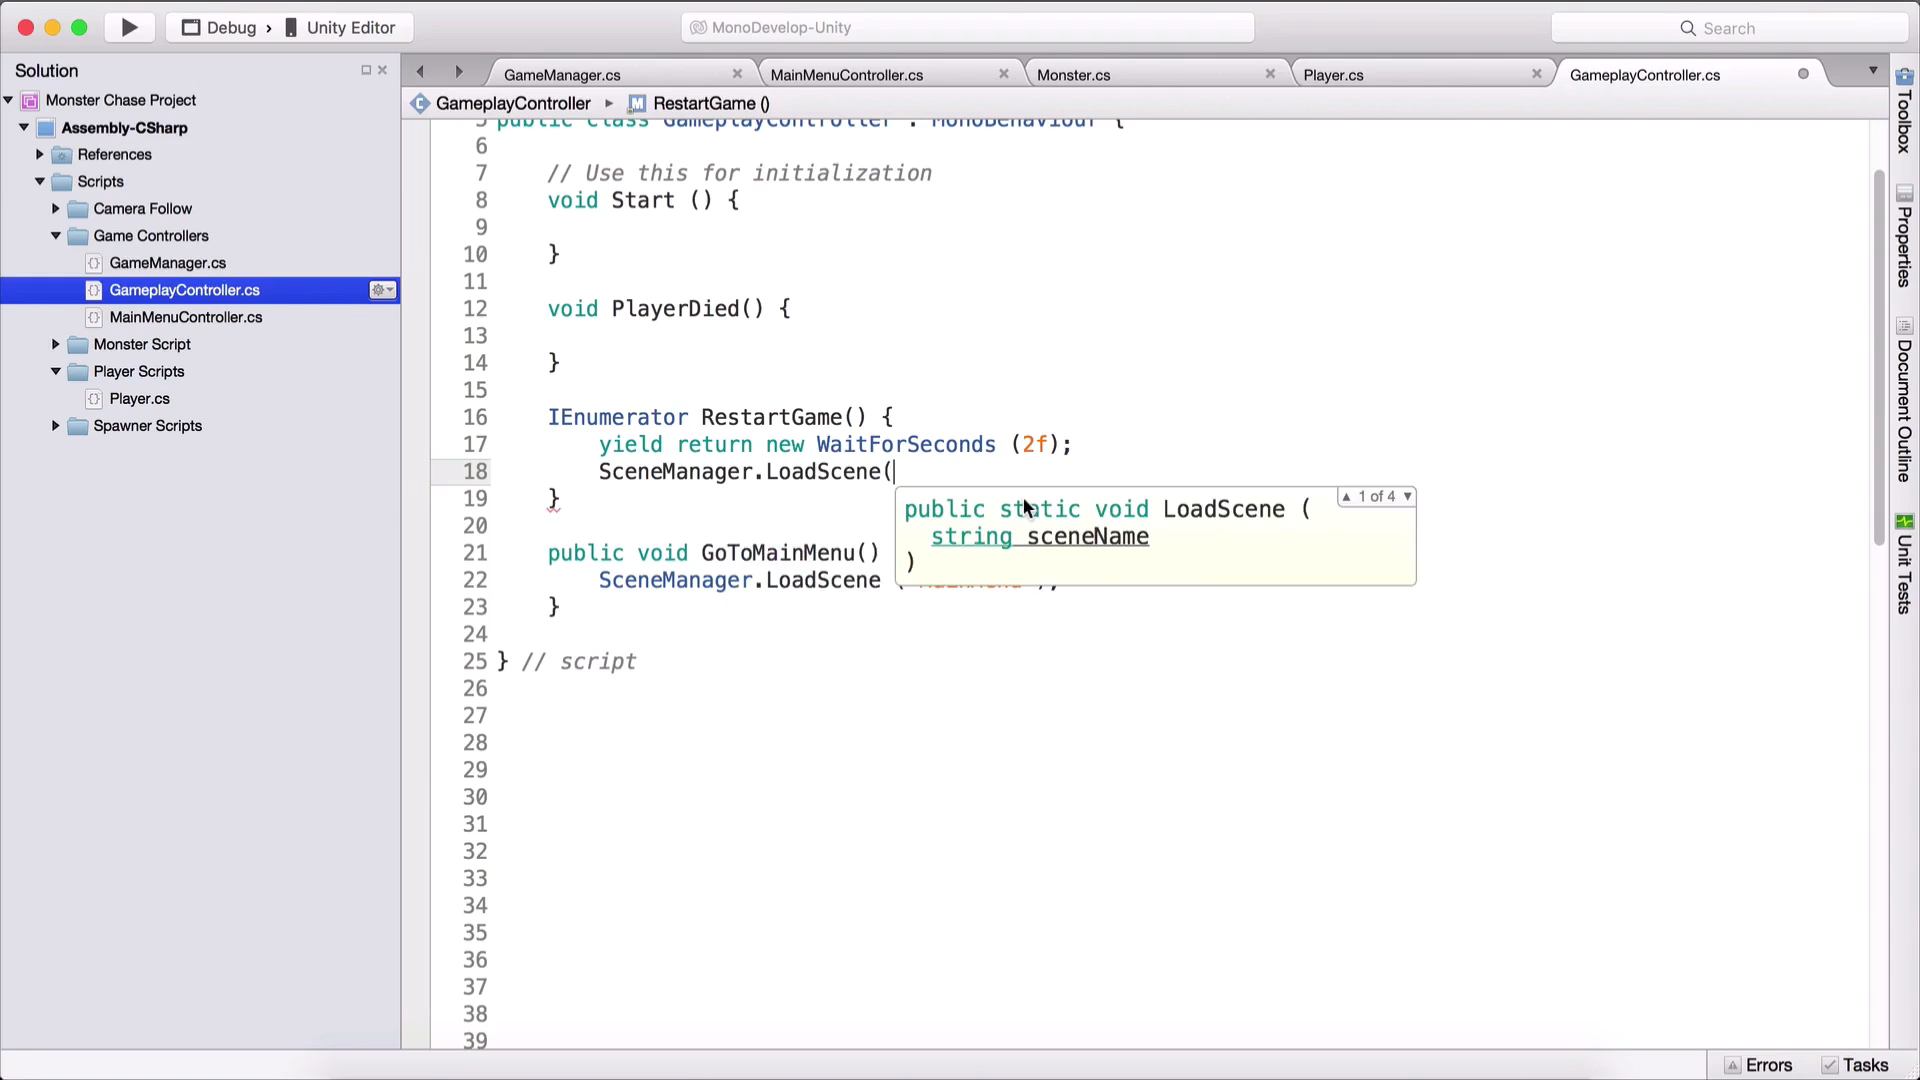 Debug › Unity Editor
MonoDevelop-Unity
Search
Solution
GameManager.cs
MainMenuController.cs
Monster.cs
Player.cs
GameplayController.cs
GameplayController
RestartGame ()
Monster Chase Project
Assembly-CSharp
References
Scripts
Camera Follow
Game Controllers
GameManager.cs
GameplayController.cs
MainMenuController.cs
Monster Script
Player Scripts
Player.cs
Spawner Scripts
5 public class GameplayController : MonoBehaviour {
6
7 // Use this for initialization
8 void Start () {
9
10 }
11
12 void PlayerDied() {
13
14 }
15
16 IEnumerator RestartGame() {
17 yield return new WaitForSeconds (2f);
18 SceneManager.LoadScene(
19 }
20
21 public void GoToMainMenu()
22 SceneManager.LoadScene
23 }
24
25 } // script
26
27
28
29
30
31
32
33
34
35
36
37
38
39
1 of 4
public static void LoadScene (
string sceneName
)
Toolbox
Properties
Document Outline
Unit Tests
Errors
Tasks